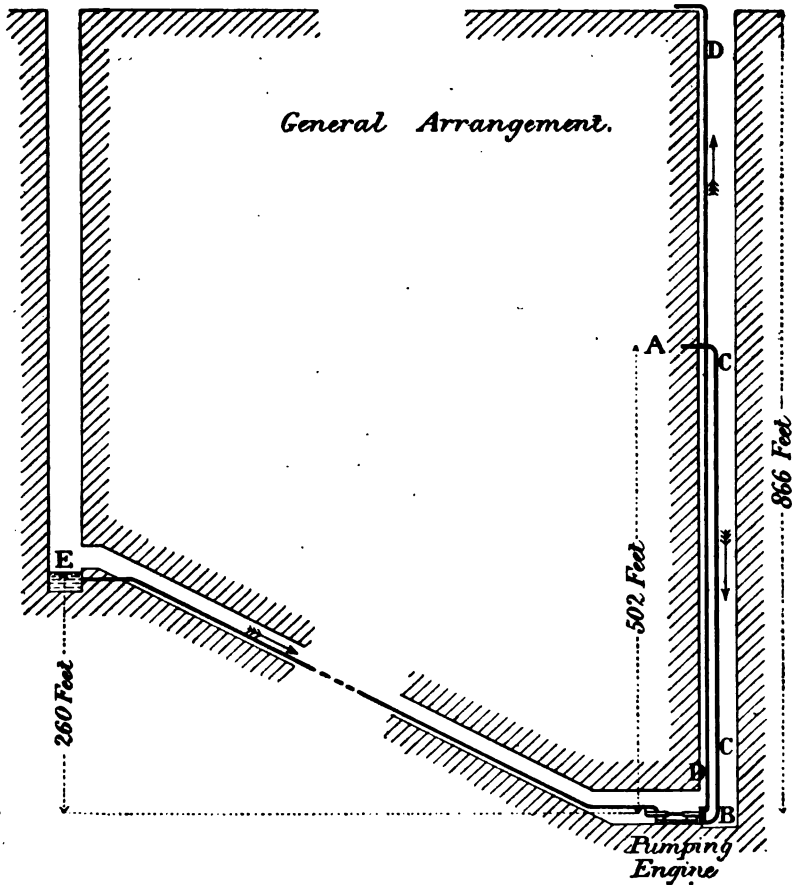 D
General Arrangement.
A
C
866 Feet
E
502 Feet
260 Feet
C
D
B
Pumping
Engine